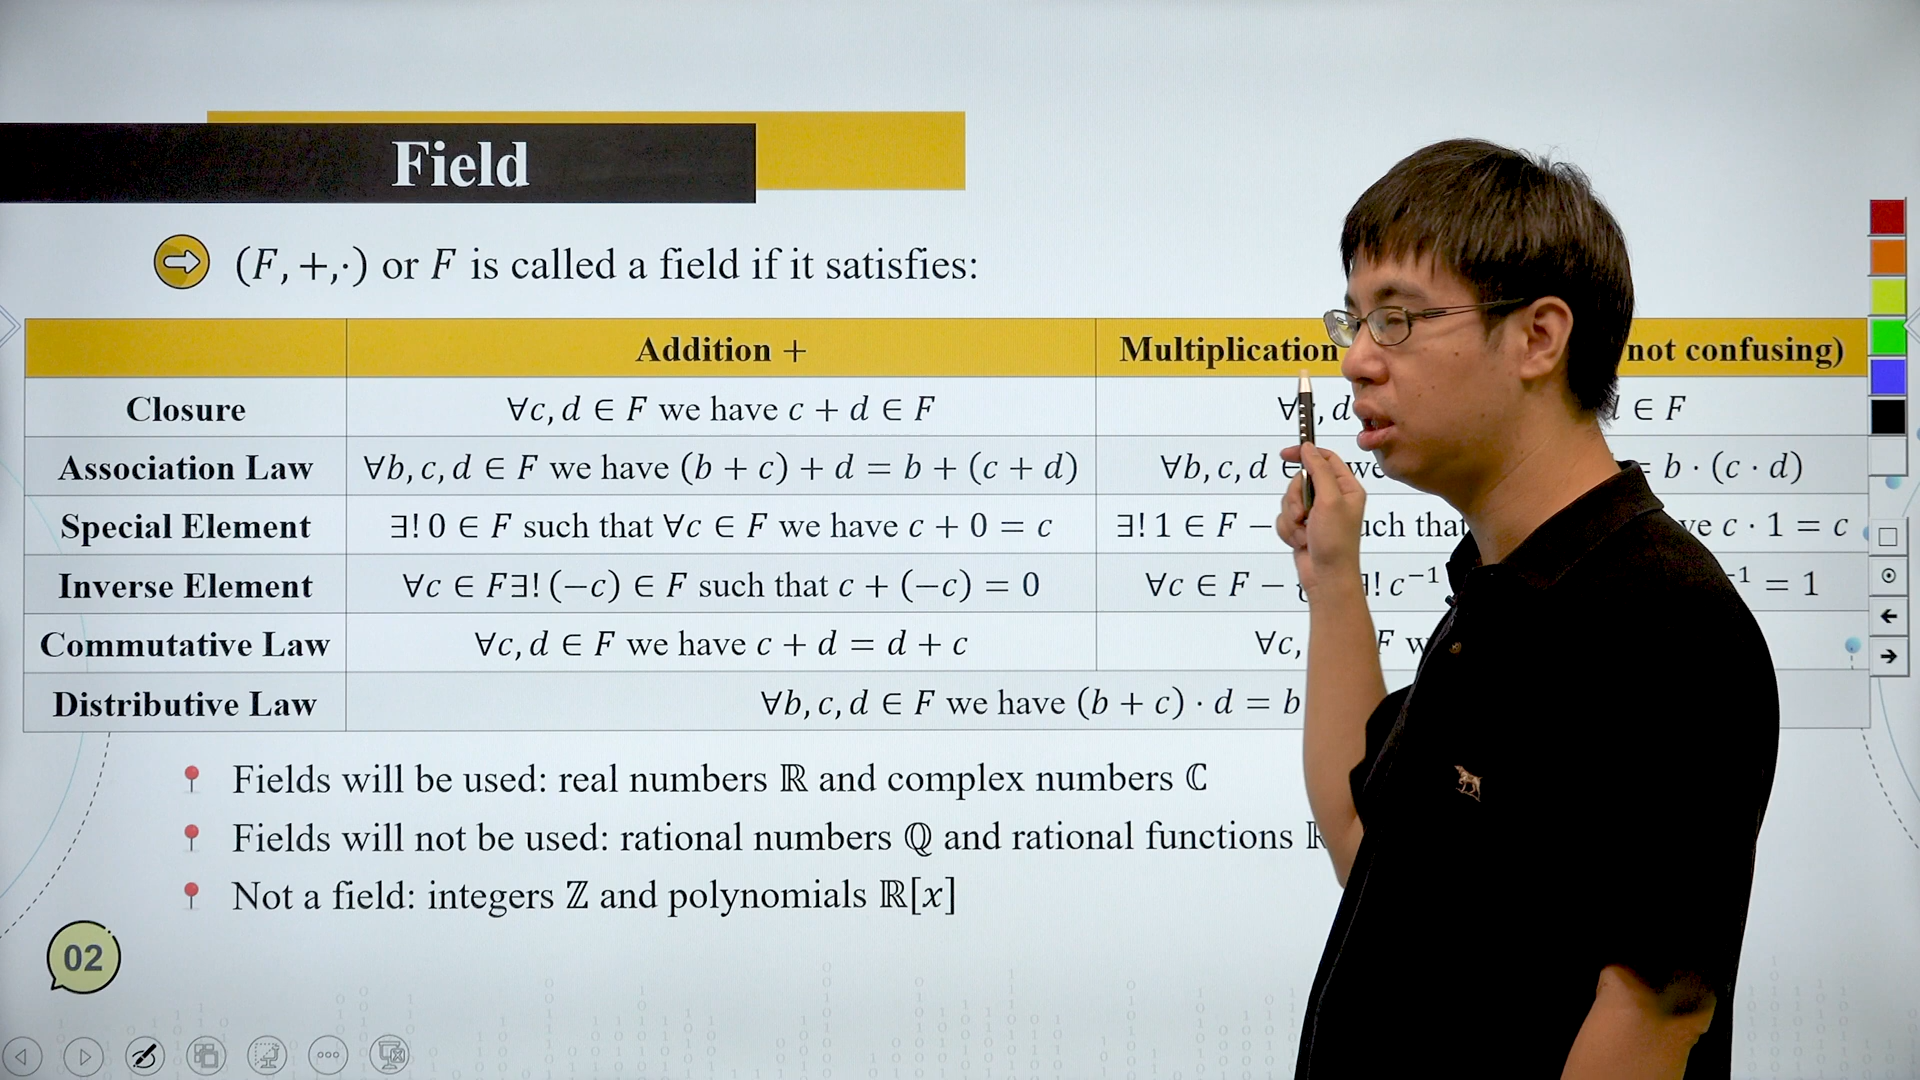 Field
(F, +,·) or F is called a field if it satisfies:
Addition + Multiplication not confusing)
Closure ∀c, d ∈ F we have c + d ∈ F ∀ , d ∈ F
Association Law ∀b, c, d ∈ F we have (b + c) + d = b + (c + d) ∀b, c, d ∈ we = b · (c · d)
Special Element ∃! 0 ∈ F such that ∀c ∈ F we have c + 0 = c ∃! 1 ∈ F − c · 1 = c
Inverse Element ∀c ∈ F∃! (−c) ∈ F such that c + (−c) = 0 ∀c ∈ F − ! c⁻¹ ⁻¹ = 1
Commutative Law ∀c, d ∈ F we have c + d = d + c ∀c, F
Distributive Law ∀b, c, d ∈ F we have (b + c) · d = b
Fields will be used: real numbers ℝ and complex numbers ℂ
Fields will not be used: rational numbers ℚ and rational functions
Not a field: integers ℤ and polynomials ℝ[x]
02